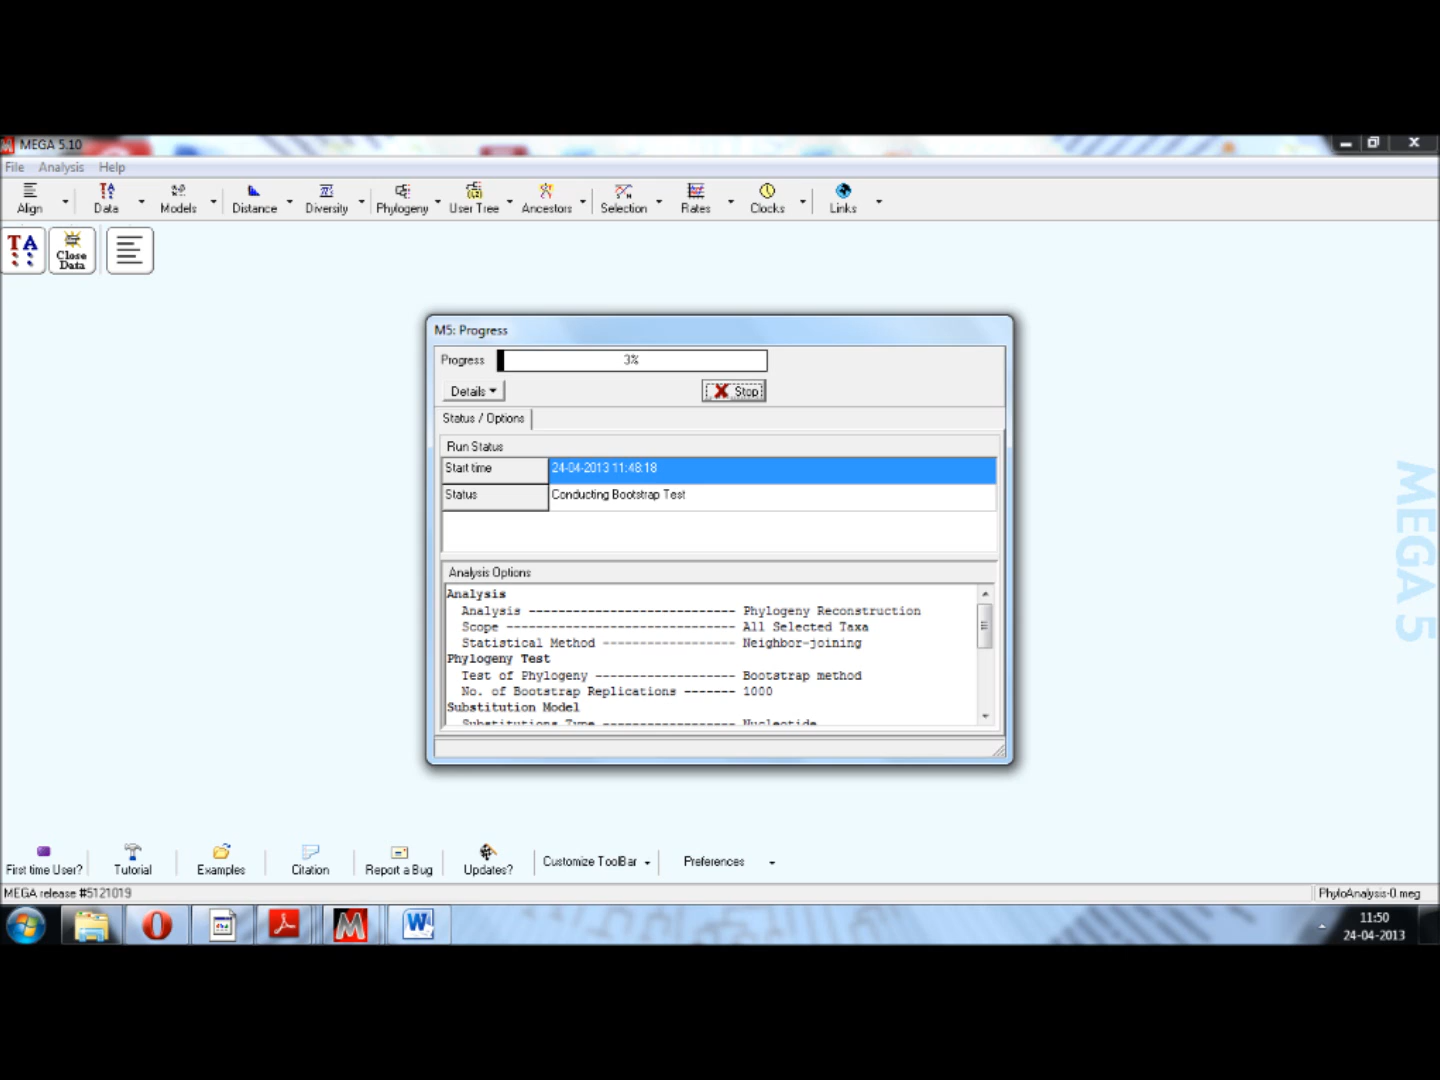 MEGA 5.10
File Analysis Help
Align Data Models Distance Diversity Phylogeny User Tree Ancestors Selection Rates Clocks Links
TA Close Data
M5: Progress
Progress 3%
Details Stop
Status / Options
Run Status
Start time 24-04-2013 11:48:18
Status Conducting Bootstrap Test
Analysis Options
Analysis
Analysis ---------------------------- Phylogeny Reconstruction
Scope ------------------------------- All Selected Taxa
Statistical Method ------------------ Neighbor-joining
Phylogeny Test
Test of Phylogeny ------------------- Bootstrap method
No. of Bootstrap Replications ------- 1000
Substitution Model
Substitutions Type ------------------ Nucleotide
MEGA 5
First time User? Tutorial Examples Citation Report a Bug Updates? Customize ToolBar Preferences
MEGA release #5121019 PhyloAnalysis-0.meg
11:50
24-04-2013